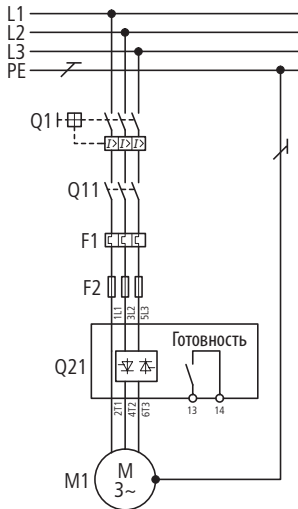 L1
L2
L3
PE
Q1
I> I> I>
Q11
F1
F2
1L1 3L2 5L3
Готовность
Q21
13 14
2T1 4T2 6T3
M1
M
3~